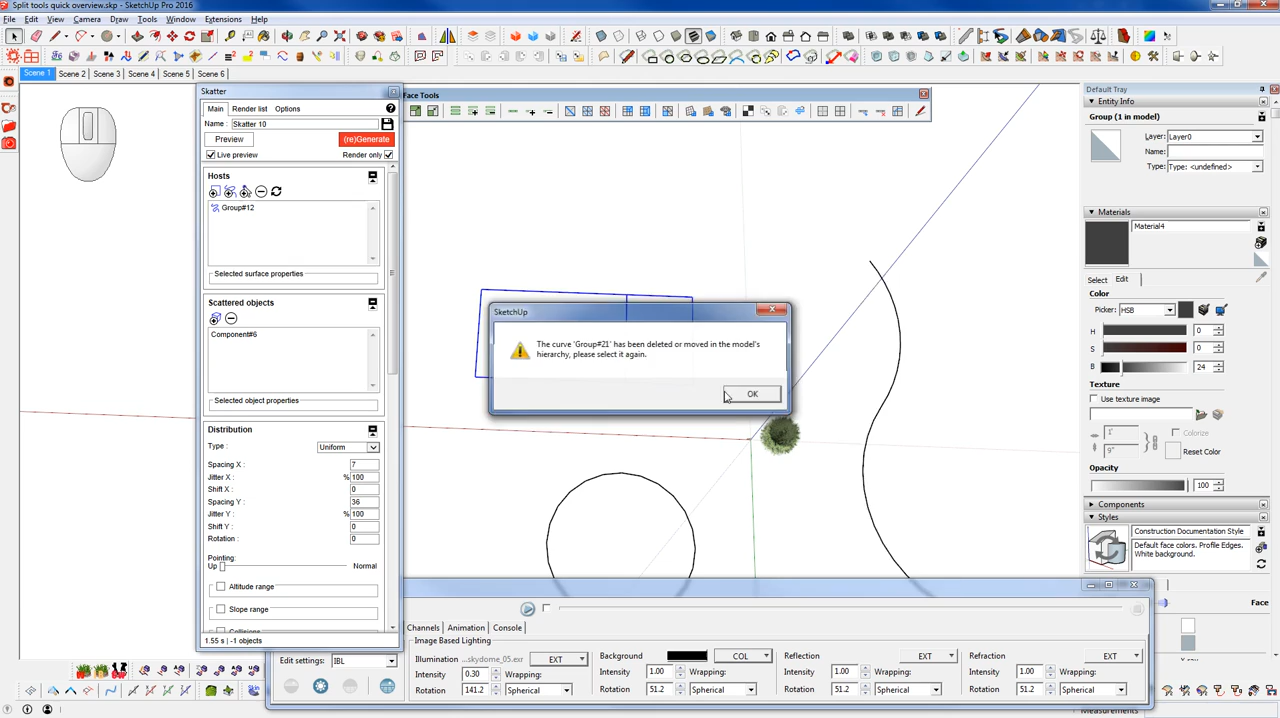 Split tools quick overview.skp - SketchUp Pro 2016
File Edit View Camera Draw Tools Window Extensions Help
Scene 1 Scene 2 Scene 3 Scene 4 Scene 5 Scene 6
Skatter
Main Render list Options
Name : Skatter 10
Preview (re)Generate
Live preview Render only
Hosts
Group#12
Selected surface properties
Scattered objects
Component#6
Selected object properties
Distribution
Type : Uniform
Spacing X : 7
Jitter X : % 100
Shift X : 0
Spacing Y : 36
Jitter Y : % 100
Shift Y : 0
Rotation : 0
Pointing:
Up Normal
Altitude range
Slope range
Collisions
1.55 s | -1 objects
Face Tools
SketchUp
The curve 'Group#21' has been deleted or moved in the model's
hierarchy, please select it again.
OK
Channels Animation Console
Image Based Lighting
Edit settings: IBL
Illumination ...skydome_05.exr EXT
Intensity 0.30 Wrapping:
Rotation 141.2 Spherical
Background COL
Intensity 1.00 Wrapping:
Rotation 51.2 Spherical
Reflection EXT
Intensity 1.00 Wrapping:
Rotation 51.2 Spherical
Refraction EXT
Intensity 1.00 Wrapping:
Rotation 51.2 Spherical
Default Tray
Entity Info
Group (1 in model)
Layer: Layer0
Name:
Type: Type: <undefined>
Materials
Material4
Select Edit
Color
Picker: HSB
H 0
S 0
B 24
Texture
Use texture image
1' Colorize
9" Reset Color
Opacity
100
Components
Styles
Construction Documentation Style
Default face colors. Profile Edges.
White background.
Face
Measurements